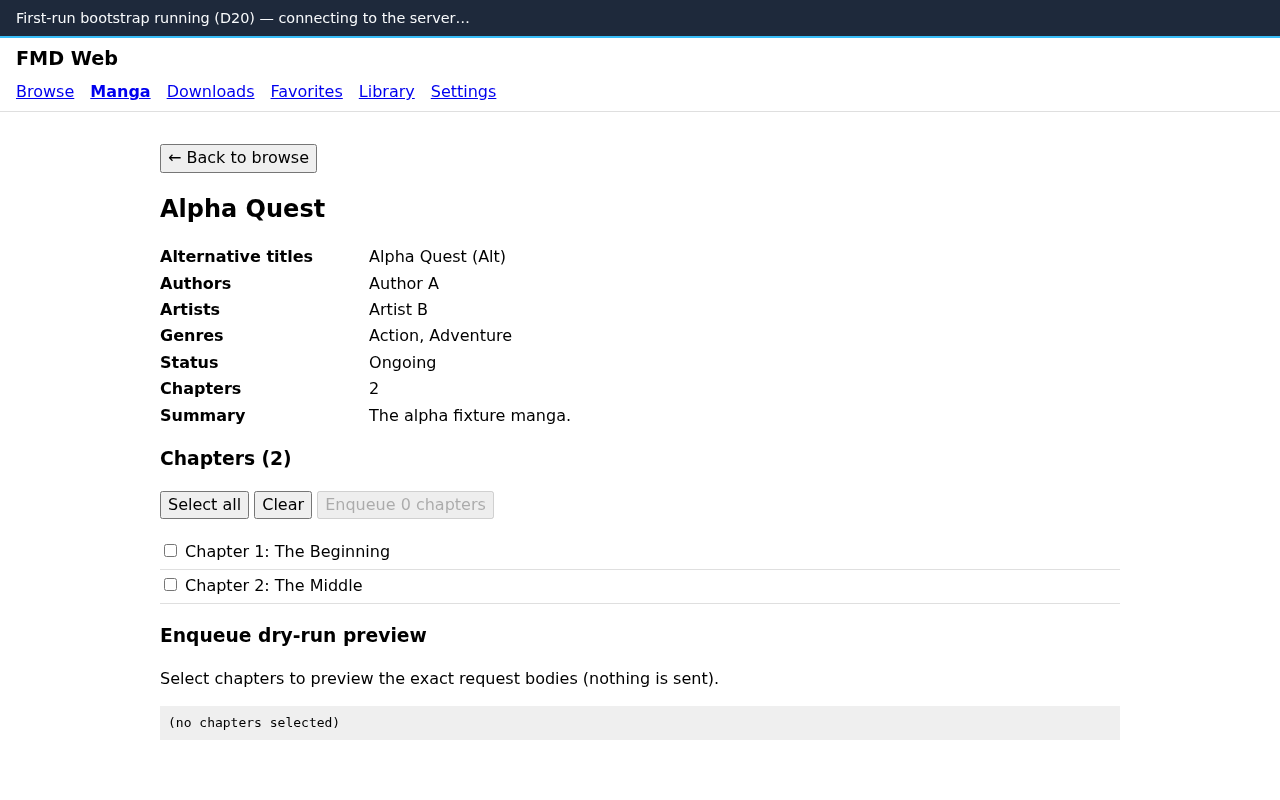 First-run bootstrap running (D20) — connecting to the server…
FMD Web
Browse Manga Downloads Favorites Library Settings
← Back to browse
Alpha Quest
Alternative titles Alpha Quest (Alt)
Authors Author A
Artists Artist B
Genres Action, Adventure
Status Ongoing
Chapters 2
Summary The alpha fixture manga.
Chapters (2)
Select all Clear Enqueue 0 chapters
Chapter 1: The Beginning
Chapter 2: The Middle
Enqueue dry-run preview
Select chapters to preview the exact request bodies (nothing is sent).
(no chapters selected)